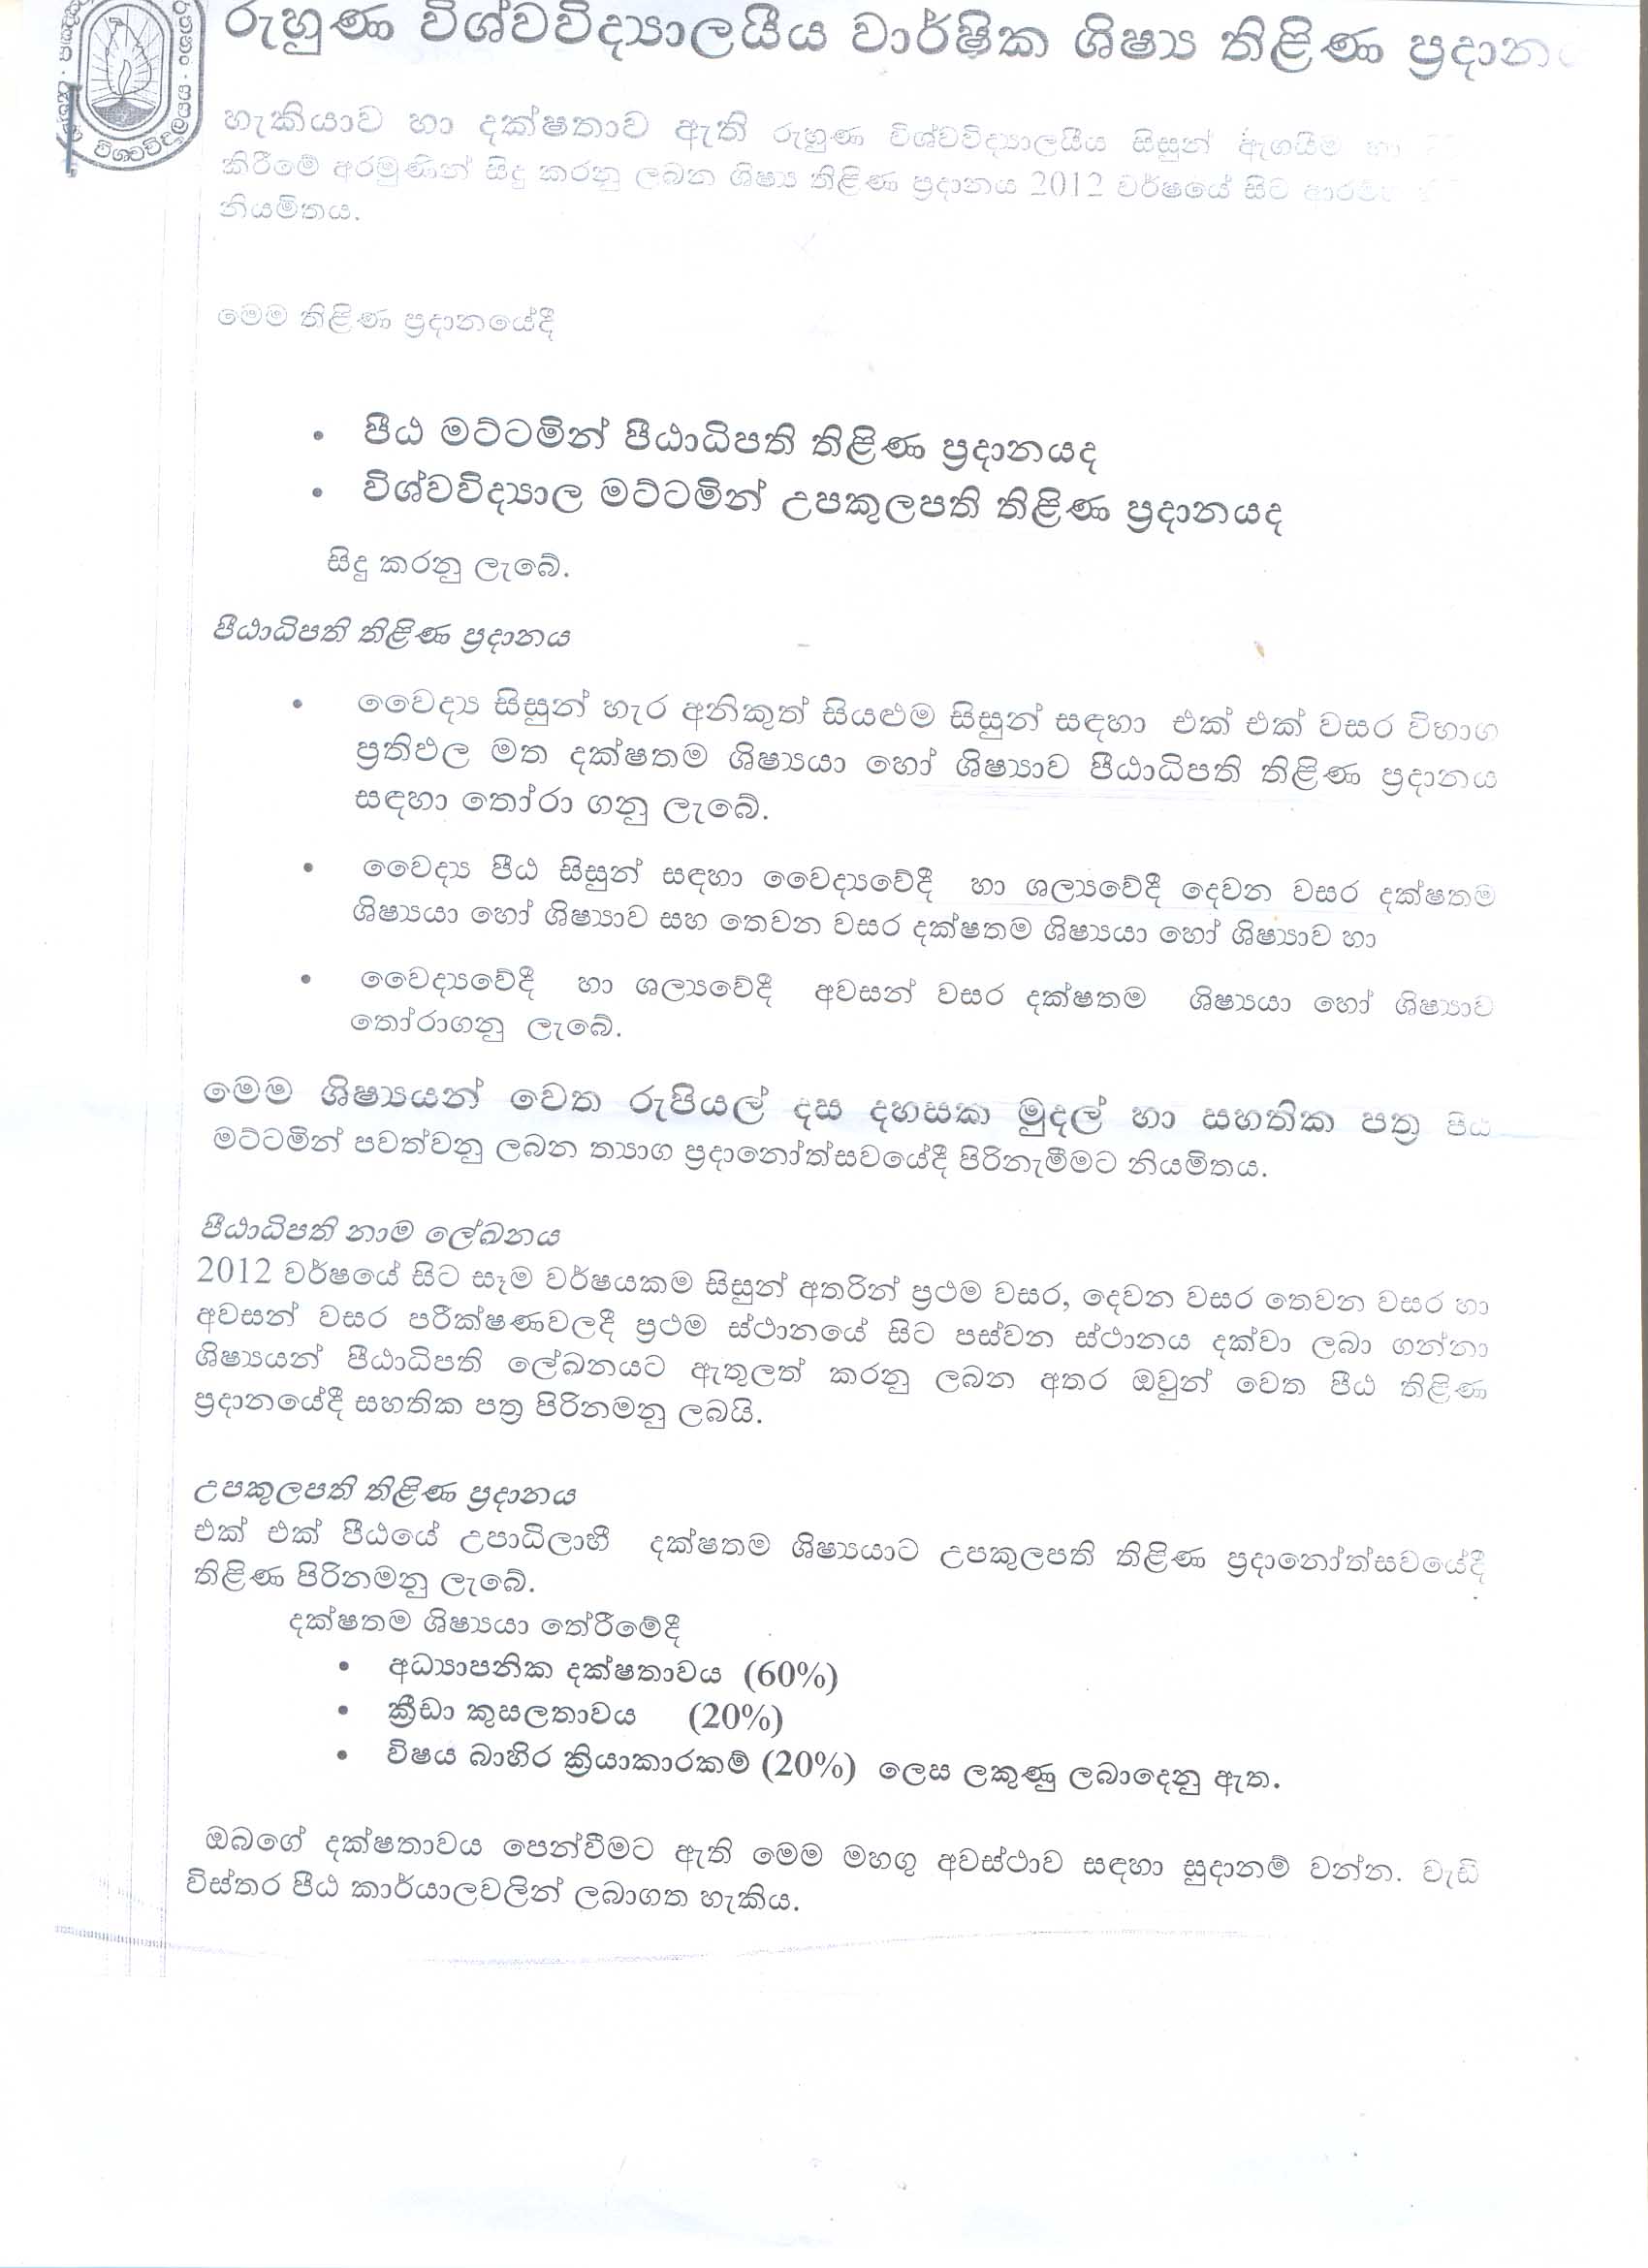 රුහුණ විශ්වවිද්‍යාලයීය වාර්ෂික ශිෂ්‍ය තිළිණ ප්‍රදානය
විශ්වවිද්‍යාලයය
හැකියාව හා දක්ෂතාව ඇති රුහුණ විශ්වවිද්‍යාලයීය සිසුන් ඇගයීම හා
කිරීමේ අරමුණින් සිදු කරනු ලබන ශිෂ්‍ය තිළිණ ප්‍රදානය 2012 වර්ෂයේ සිට
නියමිතය.
මෙම තිළිණ ප්‍රදානයේදී
• පීඨ මට්ටමින් පීඨාධිපති තිළිණ ප්‍රදානයද
• විශ්වවිද්‍යාල මට්ටමින් උපකුලපති තිළිණ ප්‍රදානයද
සිදු කරනු ලැබේ.
පීඨාධිපති තිළිණ ප්‍රදානය
• වෛද්‍ය සිසුන් හැර අනිකුත් සියළුම සිසුන් සඳහා එක් එක් වසර විභාග
ප්‍රතිඵල මත දක්ෂතම ශිෂ්‍යයා හෝ ශිෂ්‍යාව පීඨාධිපති තිළිණ ප්‍රදානය
සඳහා තෝරා ගනු ලැබේ.
• වෛද්‍ය පීඨ සිසුන් සඳහා වෛද්‍යවේදී හා ශල්‍යවේදී දෙවන වසර දක්ෂතම
ශිෂ්‍යයා හෝ ශිෂ්‍යාව සහ තෙවන වසර දක්ෂතම ශිෂ්‍යයා හෝ ශිෂ්‍යාව හා
• වෛද්‍යවේදී හා ශල්‍යවේදී අවසන් වසර දක්ෂතම ශිෂ්‍යයා හෝ ශිෂ්‍යාව
තෝරාගනු ලැබේ.
මෙම ශිෂ්‍යයන් වෙත රුපියල් දස දහසක මුදල් හා සහතික පත්‍ර පීඨ
මට්ටමින් පවත්වනු ලබන ත්‍යාග ප්‍රදානෝත්සවයේදී පිරිනැමීමට නියමිතය.
පීඨාධිපති නාම ලේඛනය
2012 වර්ෂයේ සිට සෑම වර්ෂයකම සිසුන් අතරින් ප්‍රථම වසර, දෙවන වසර තෙවන වසර හා
අවසන් වසර පරීක්ෂණවලදී ප්‍රථම ස්ථානයේ සිට පස්වන ස්ථානය දක්වා ලබා ගන්නා
ශිෂ්‍යයන් පීඨාධිපති ලේඛනයට ඇතුලත් කරනු ලබන අතර ඔවුන් වෙත පීඨ තිළිණ
ප්‍රදානයේදී සහතික පත්‍ර පිරිනමනු ලබයි.
උපකුලපති තිළිණ ප්‍රදානය
එක් එක් පීඨයේ උපාධිලාභී දක්ෂතම ශිෂ්‍යයාට උපකුලපති තිළිණ ප්‍රදානෝත්සවයේදී
තිළිණ පිරිනමනු ලැබේ.
දක්ෂතම ශිෂ්‍යයා තේරීමේදී
• අධ්‍යාපනික දක්ෂතාවය (60%)
• ක්‍රීඩා කුසලතාවය (20%)
• විෂය බාහිර ක්‍රියාකාරකම් (20%) ලෙස ලකුණු ලබාදෙනු ඇත.
ඔබගේ දක්ෂතාවය පෙන්වීමට ඇති මෙම මහගු අවස්ථාව සඳහා සුදානම් වන්න. වැඩි
විස්තර පීඨ කාර්යාලවලින් ලබාගත හැකිය.